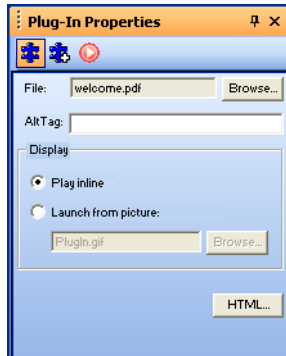 Plug-In Properties
File: welcome.pdf Browse...
AltTag:
Display
Play inline
Launch from picture:
PlugIn.gif Browse...
HTML...